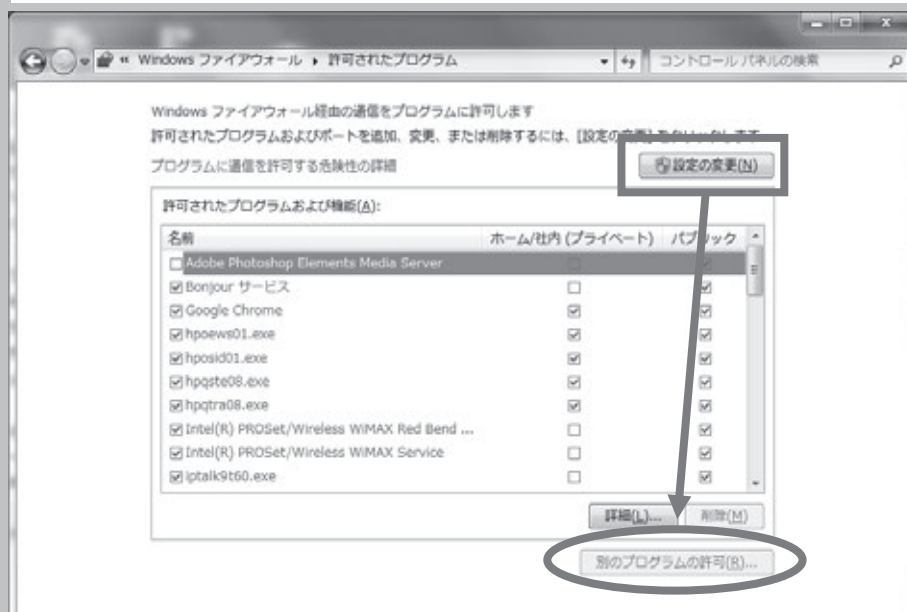 « Windows ファイアウォール ▸ 許可されたプログラム
コントロール パネルの検索
Windows ファイアウォール経由の通信をプログラムに許可します
許可されたプログラムおよびポートを追加、変更、または削除するには、[設定の変更]
プログラムに通信を許可する危険性の詳細
設定の変更(N)
許可されたプログラムおよび機能(A):
名前 ホーム/社内 (プライベート) パブリック
Adobe Photoshop Elements Media Server
Bonjour サービス
Google Chrome
hpoews01.exe
hposid01.exe
hpqste08.exe
hpqtra08.exe
Intel(R) PROSet/Wireless WiMAX Red Bend ...
Intel(R) PROSet/Wireless WiMAX Service
iptalk9t60.exe
詳細(L)... 削除(M)
別のプログラムの許可(R)...